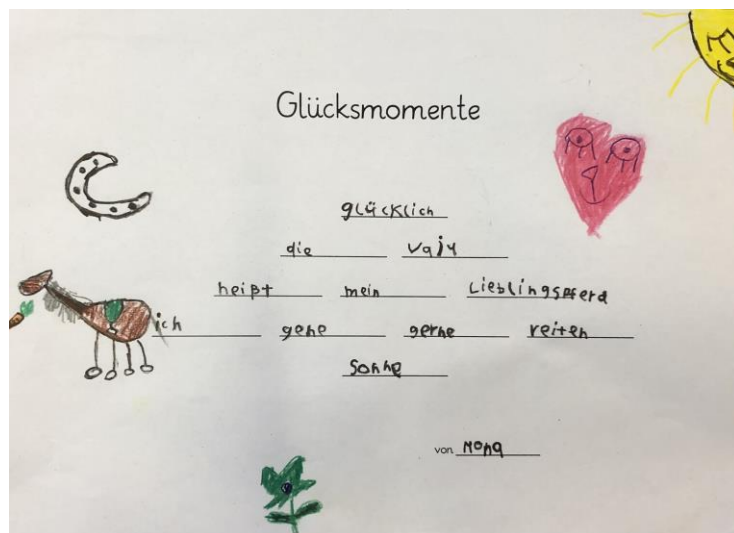 Glücksmomente
glücklich
die vajy
heißt mein Lieblingspferd
ich gehe gerne reiten
Sonne
von Mona